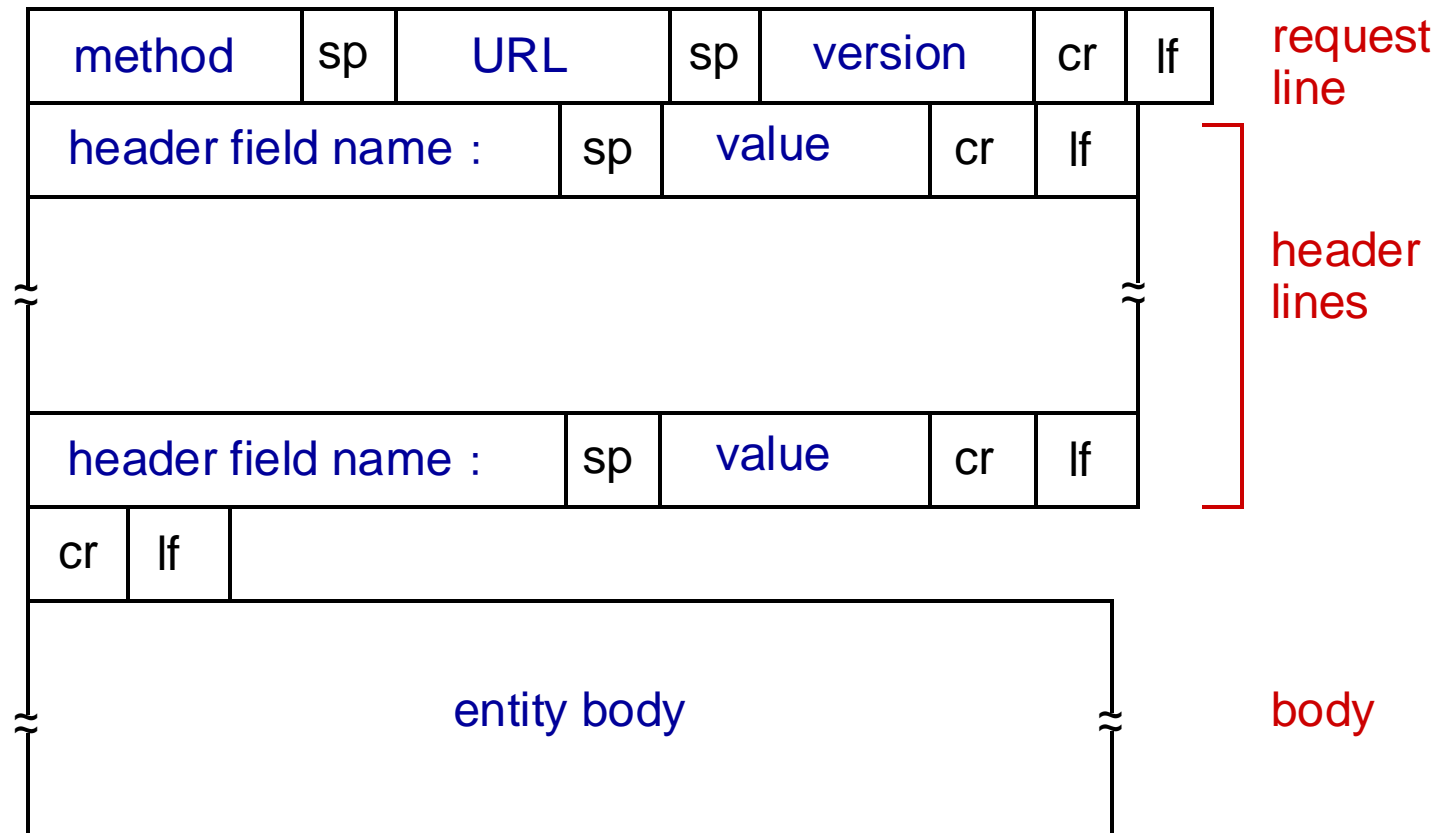 method sp URL sp version cr lf request line
header field name : sp value cr lf
header lines
header field name : sp value cr lf
cr lf
entity body body